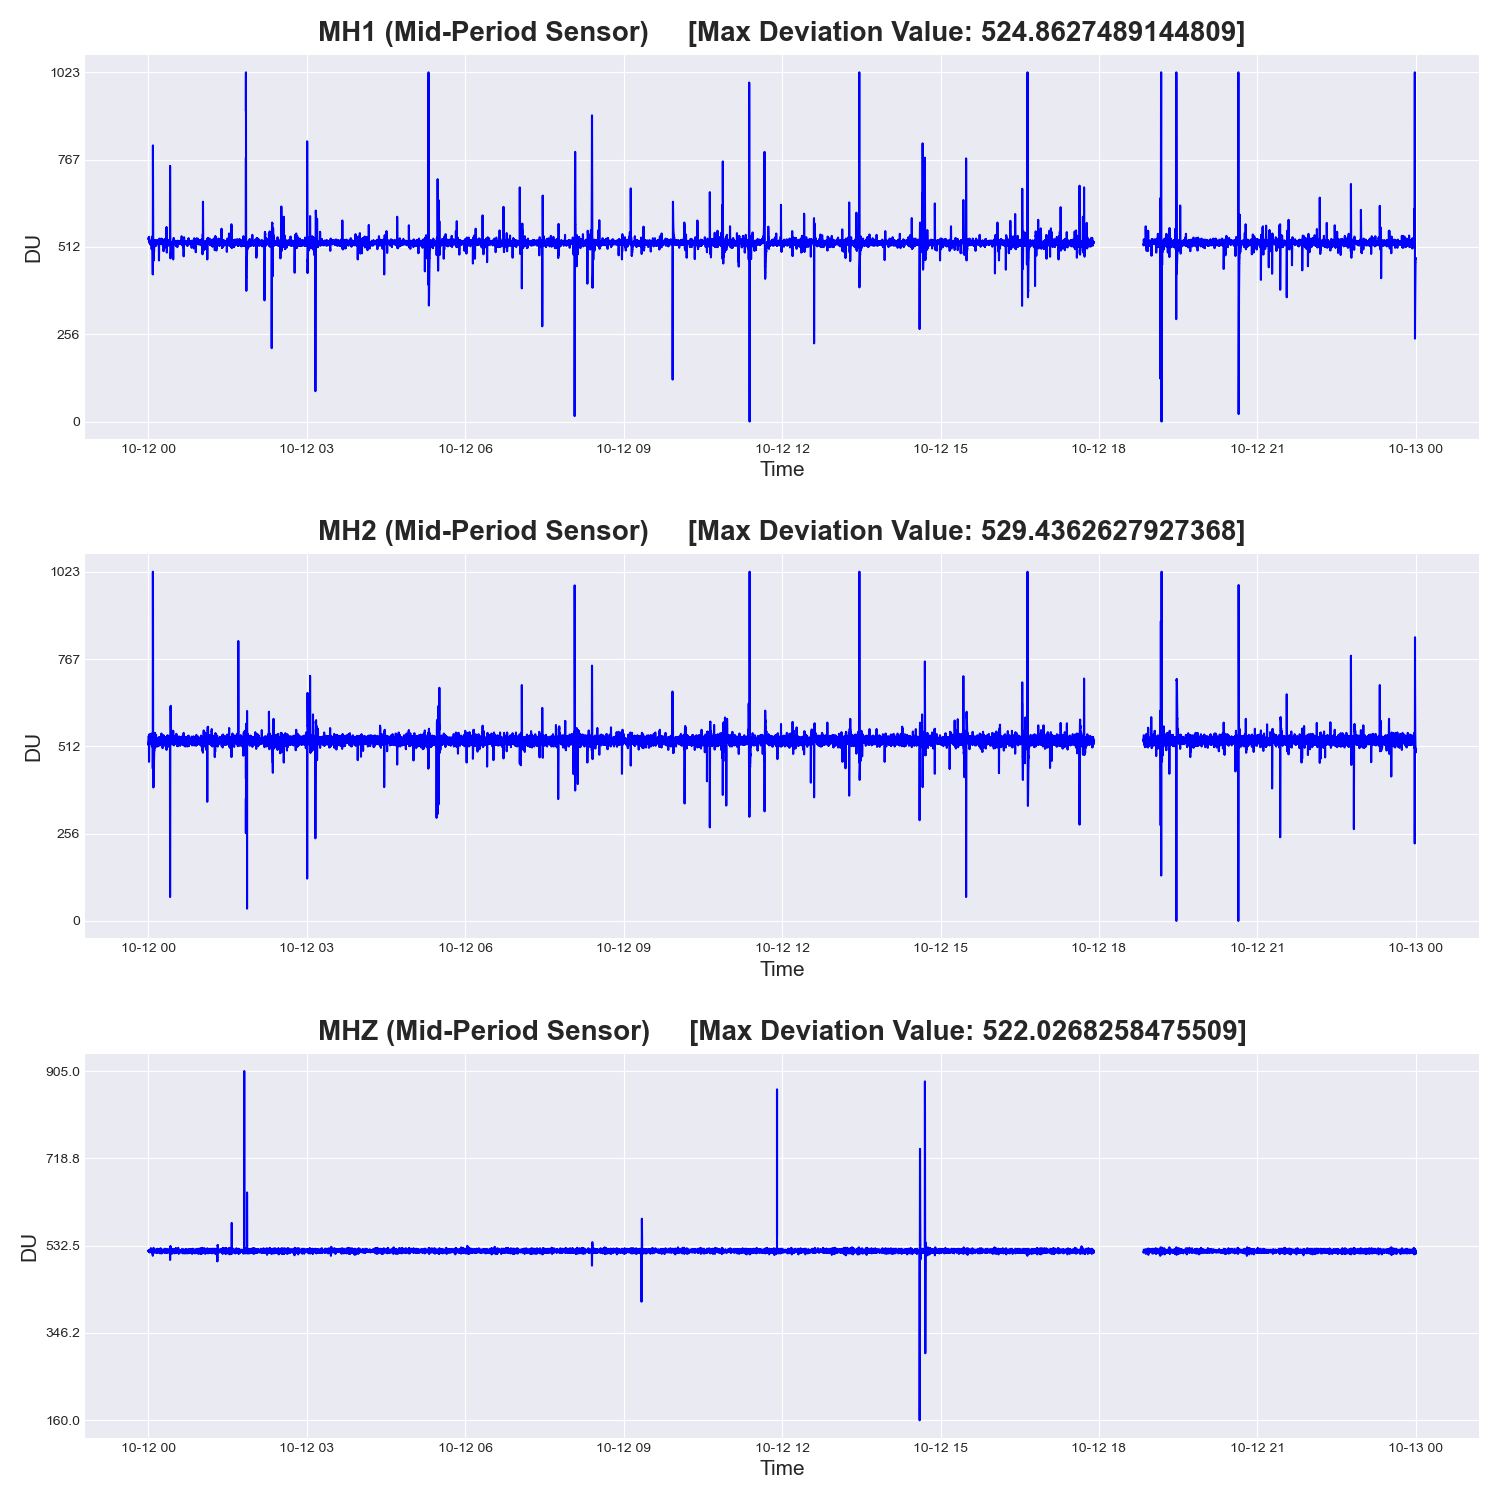 MH1 (Mid-Period Sensor) [Max Deviation Value: 524.8627489144809]
1023
767
512
256
0
DU
10-12 00 10-12 03 10-12 06 10-12 09 10-12 12 10-12 15 10-12 18 10-12 21 10-13 00
Time
MH2 (Mid-Period Sensor) [Max Deviation Value: 529.4362627927368]
1023
767
512
256
0
DU
10-12 00 10-12 03 10-12 06 10-12 09 10-12 12 10-12 15 10-12 18 10-12 21 10-13 00
Time
MHZ (Mid-Period Sensor) [Max Deviation Value: 522.0268258475509]
905.0
718.8
532.5
346.2
160.0
DU
10-12 00 10-12 03 10-12 06 10-12 09 10-12 12 10-12 15 10-12 18 10-12 21 10-13 00
Time